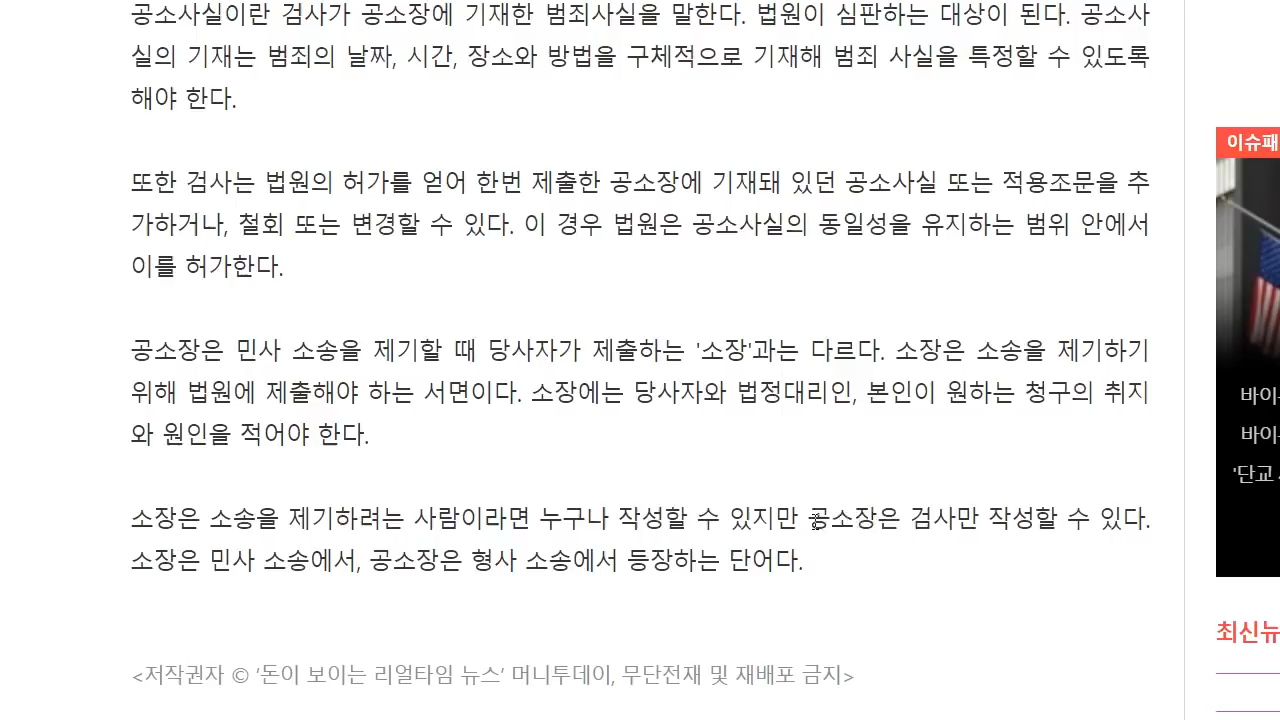 공소사실이란 검사가 공소장에 기재한 범죄사실을 말한다. 법원이 심판하는 대상이 된다. 공소사
실의 기재는 범죄의 날짜, 시간, 장소와 방법을 구체적으로 기재해 범죄 사실을 특정할 수 있도록
해야 한다.
또한 검사는 법원의 허가를 얻어 한번 제출한 공소장에 기재돼 있던 공소사실 또는 적용조문을 추
가하거나, 철회 또는 변경할 수 있다. 이 경우 법원은 공소사실의 동일성을 유지하는 범위 안에서
이를 허가한다.
공소장은 민사 소송을 제기할 때 당사자가 제출하는 '소장'과는 다르다. 소장은 소송을 제기하기
위해 법원에 제출해야 하는 서면이다. 소장에는 당사자와 법정대리인, 본인이 원하는 청구의 취지
와 원인을 적어야 한다.
소장은 소송을 제기하려는 사람이라면 누구나 작성할 수 있지만 공소장은 검사만 작성할 수 있다.
소장은 민사 소송에서, 공소장은 형사 소송에서 등장하는 단어다.
<저작권자 © ‘돈이 보이는 리얼타임 뉴스’ 머니투데이, 무단전재 및 재배포 금지>
이슈패
바이
바이
'단교
최신뉴